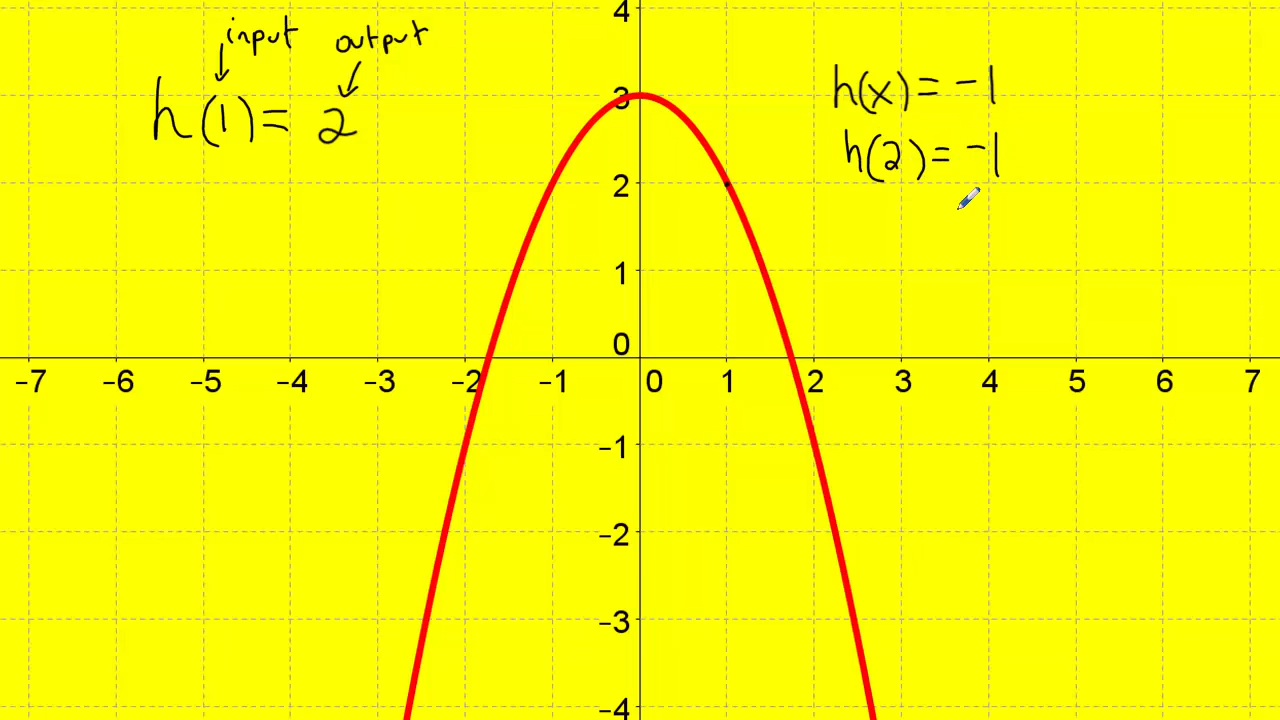 input
output
h(1) = 2
h(x) = -1
h(2) = -1
4
3
2
1
0
-7 -6 -5 -4 -3 -2 -1 0 1 2 3 4 5 6 7
-1
-2
-3
-4